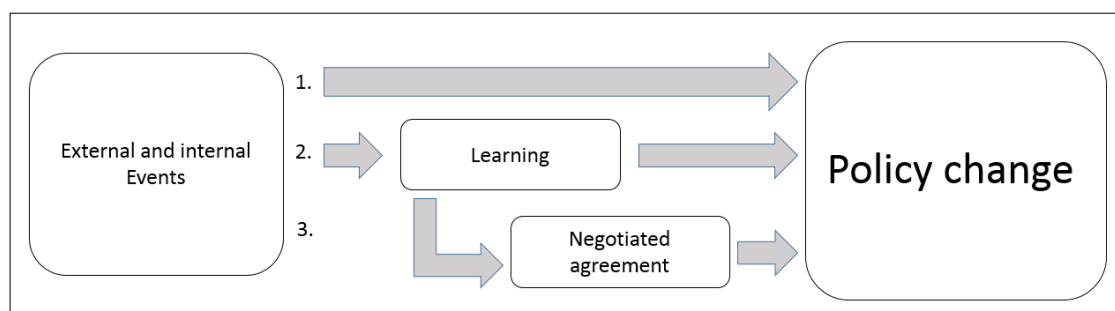 External and internal
Events
1.
2.
Learning
3.
Negotiated
agreement
Policy change